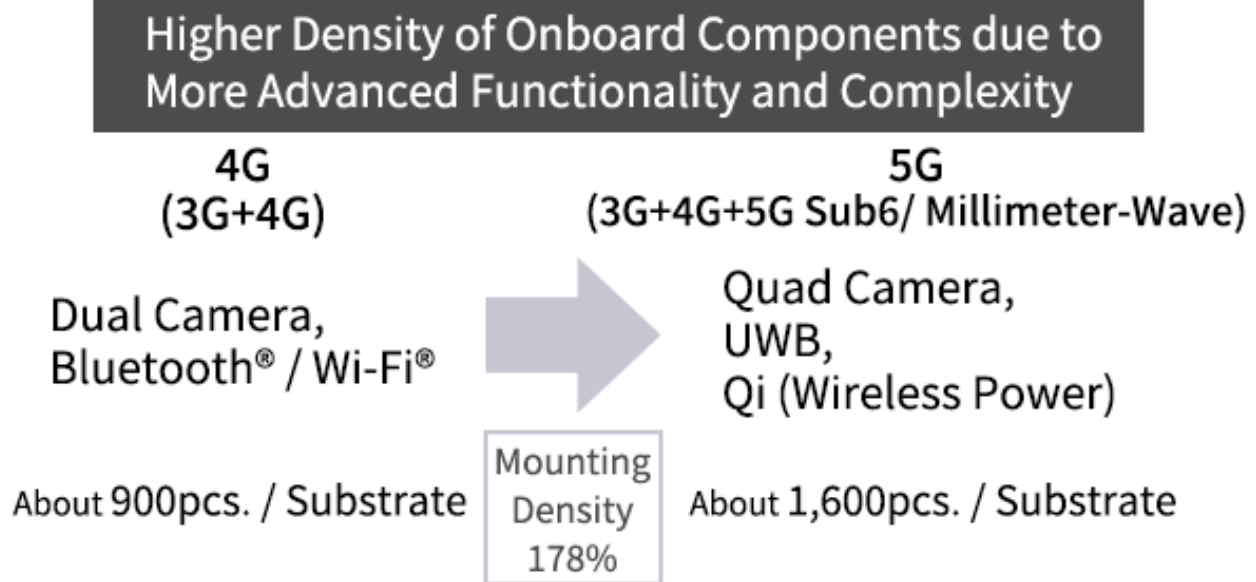 Higher Density of Onboard Components due to
More Advanced Functionality and Complexity
4G
(3G+4G)
5G
(3G+4G+5G Sub6/ Millimeter-Wave)
Dual Camera,
Bluetooth® / Wi-Fi®
Quad Camera,
UWB,
Qi (Wireless Power)
About 900pcs. / Substrate
Mounting
Density
178%
About 1,600pcs. / Substrate